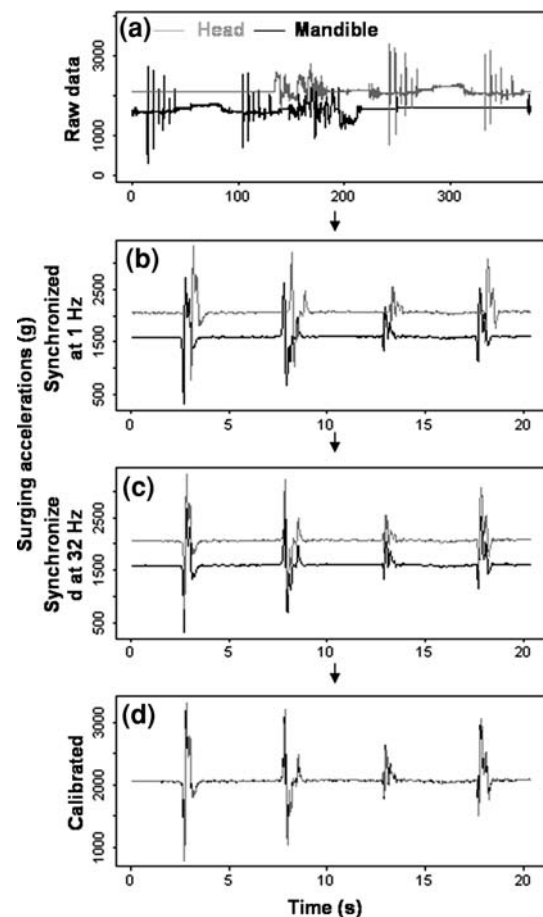 (a) Head Mandible
Raw data
3000
1000
0
0 100 200 300
Surging accelerations (g)
(b)
Synchronized
at 1 Hz
2500
1500
500
0 5 10 15 20
(c)
Synchronize
d at 32 Hz
2500
1500
500
0 5 10 15 20
(d)
Calibrated
3000
2000
1000
0 5 10 15 20
Time (s)